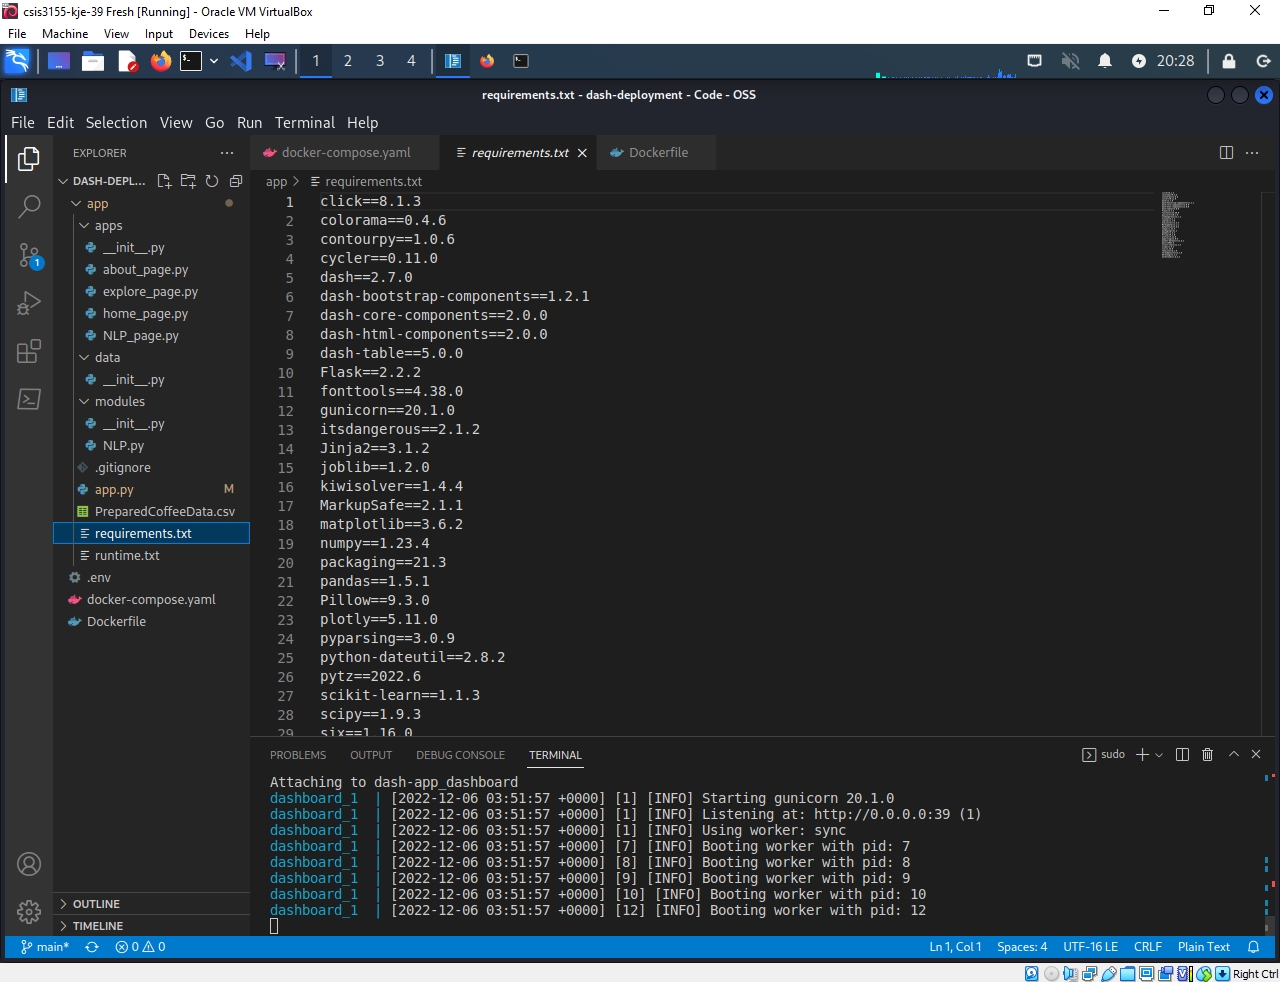 csis3155-kje-39 Fresh [Running] - Oracle VM VirtualBox
File Machine View Input Devices Help
1 2 3 4 20:28
requirements.txt - dash-deployment - Code - OSS
File Edit Selection View Go Run Terminal Help
EXPLORER
docker-compose.yaml requirements.txt Dockerfile
DASH-DEPL...
app
apps
__init__.py
about_page.py
explore_page.py
home_page.py
NLP_page.py
data
__init__.py
modules
__init__.py
NLP.py
.gitignore
app.py M
PreparedCoffeeData.csv
requirements.txt
runtime.txt
.env
docker-compose.yaml
Dockerfile
OUTLINE
TIMELINE
1
app > requirements.txt
1 click==8.1.3
2 colorama==0.4.6
3 contourpy==1.0.6
4 cycler==0.11.0
5 dash==2.7.0
6 dash-bootstrap-components==1.2.1
7 dash-core-components==2.0.0
8 dash-html-components==2.0.0
9 dash-table==5.0.0
10 Flask==2.2.2
11 fonttools==4.38.0
12 gunicorn==20.1.0
13 itsdangerous==2.1.2
14 Jinja2==3.1.2
15 joblib==1.2.0
16 kiwisolver==1.4.4
17 MarkupSafe==2.1.1
18 matplotlib==3.6.2
19 numpy==1.23.4
20 packaging==21.3
21 pandas==1.5.1
22 Pillow==9.3.0
23 plotly==5.11.0
24 pyparsing==3.0.9
25 python-dateutil==2.8.2
26 pytz==2022.6
27 scikit-learn==1.1.3
28 scipy==1.9.3
29 six==1.16.0
PROBLEMS OUTPUT DEBUG CONSOLE TERMINAL sudo
Attaching to dash-app_dashboard
dashboard_1 | [2022-12-06 03:51:57 +0000] [1] [INFO] Starting gunicorn 20.1.0
dashboard_1 | [2022-12-06 03:51:57 +0000] [1] [INFO] Listening at: http://0.0.0.0:39 (1)
dashboard_1 | [2022-12-06 03:51:57 +0000] [1] [INFO] Using worker: sync
dashboard_1 | [2022-12-06 03:51:57 +0000] [7] [INFO] Booting worker with pid: 7
dashboard_1 | [2022-12-06 03:51:57 +0000] [8] [INFO] Booting worker with pid: 8
dashboard_1 | [2022-12-06 03:51:57 +0000] [9] [INFO] Booting worker with pid: 9
dashboard_1 | [2022-12-06 03:51:57 +0000] [10] [INFO] Booting worker with pid: 10
dashboard_1 | [2022-12-06 03:51:57 +0000] [12] [INFO] Booting worker with pid: 12
main* 0 0 Ln 1, Col 1 Spaces: 4 UTF-16 LE CRLF Plain Text
Right Ctrl